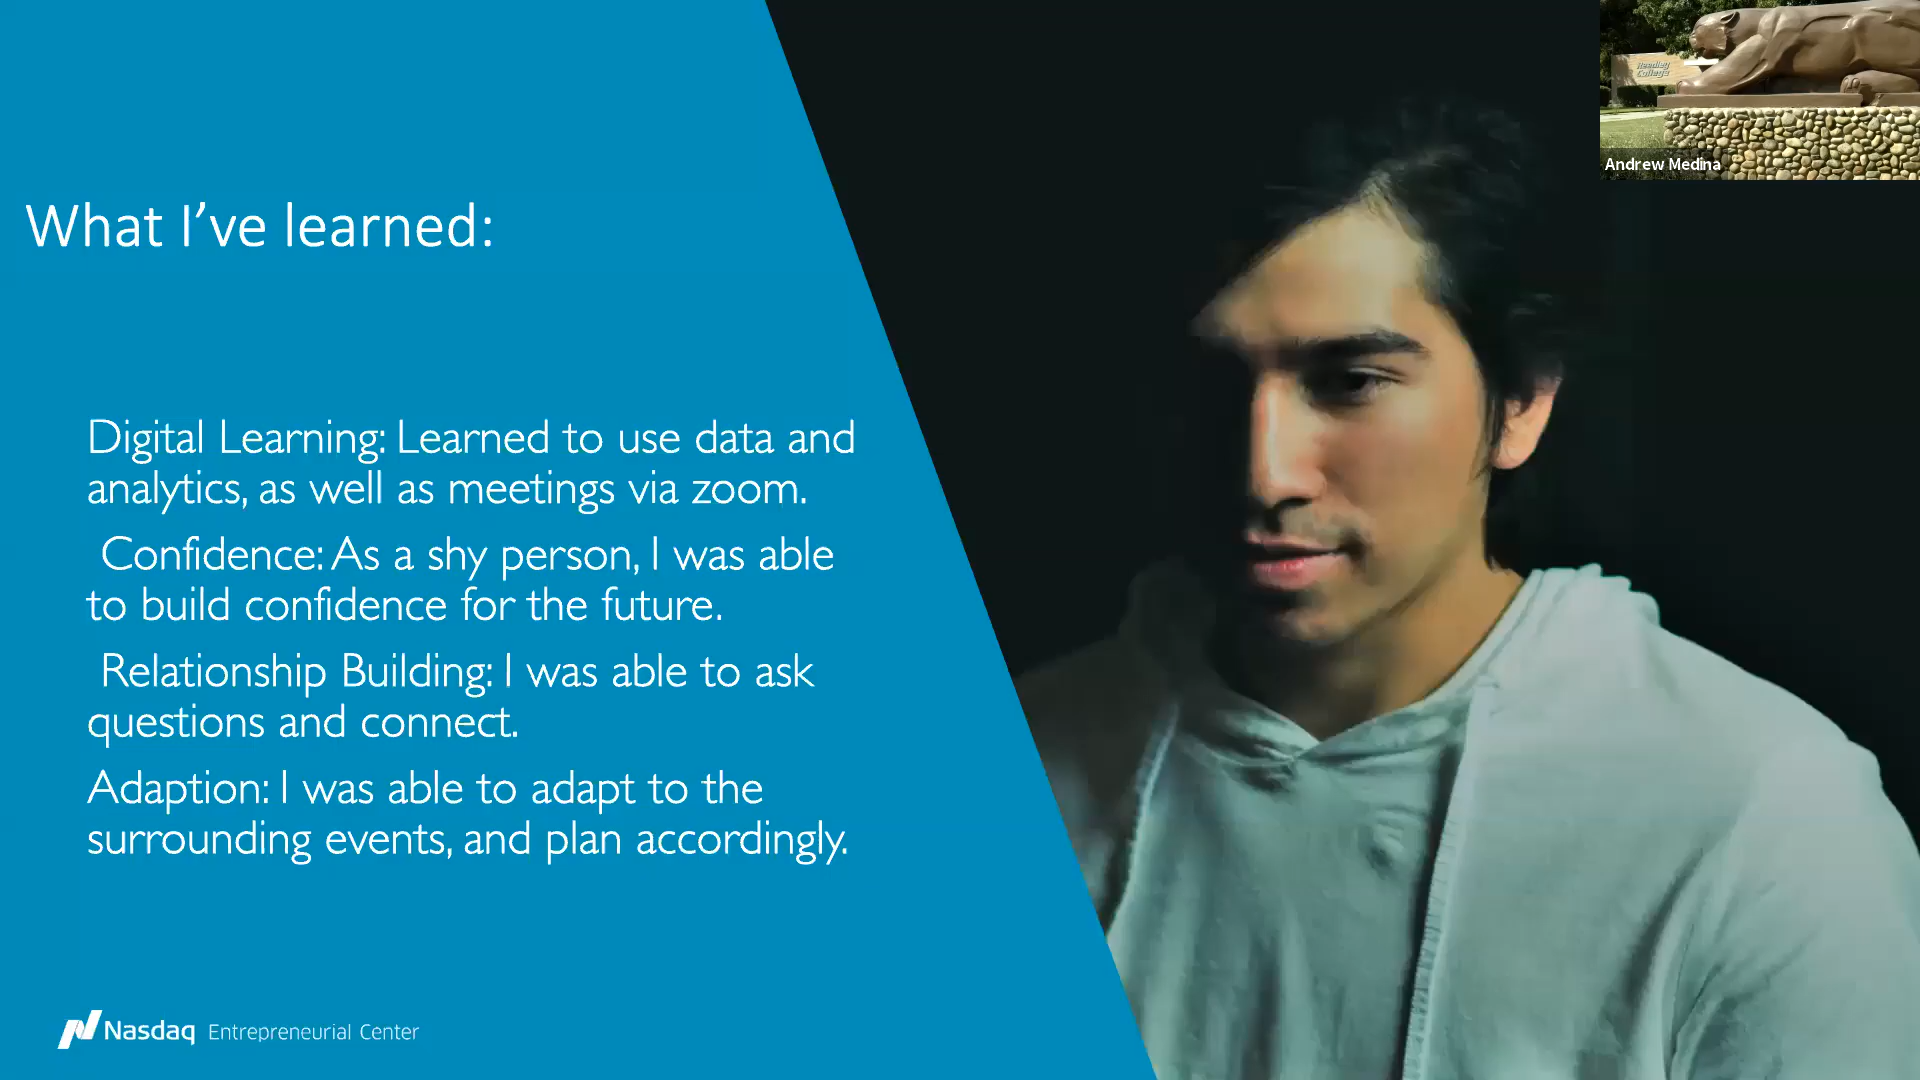 What I’ve learned:
Digital Learning: Learned to use data and
analytics, as well as meetings via zoom.
Confidence: As a shy person, I was able
to build confidence for the future.
Relationship Building: I was able to ask
questions and connect.
Adaption: I was able to adapt to the
surrounding events, and plan accordingly.
Nasdaq Entrepreneurial Center
Reedley
College
Andrew Medina